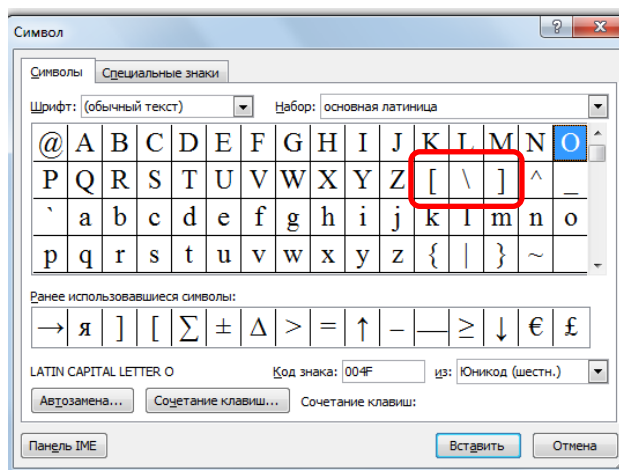 Символ
Символы Специальные знаки
Шрифт: (обычный текст) Набор: основная латиница
@ A B C D E F G H I J K L M N O
P Q R S T U V W X Y Z [ \ ] ^ _
` a b c d e f g h i j k l m n o
p q r s t u v w x y z { | } ~
Ранее использовавшиеся символы:
→ я ] [ ∑ ± Δ > = ↑ – — ≥ ↓ € £
LATIN CAPITAL LETTER O Код знака: 004F из: Юникод (шестн.)
Автозамена... Сочетание клавиш... Сочетание клавиш:
Панель IME Вставить Отмена